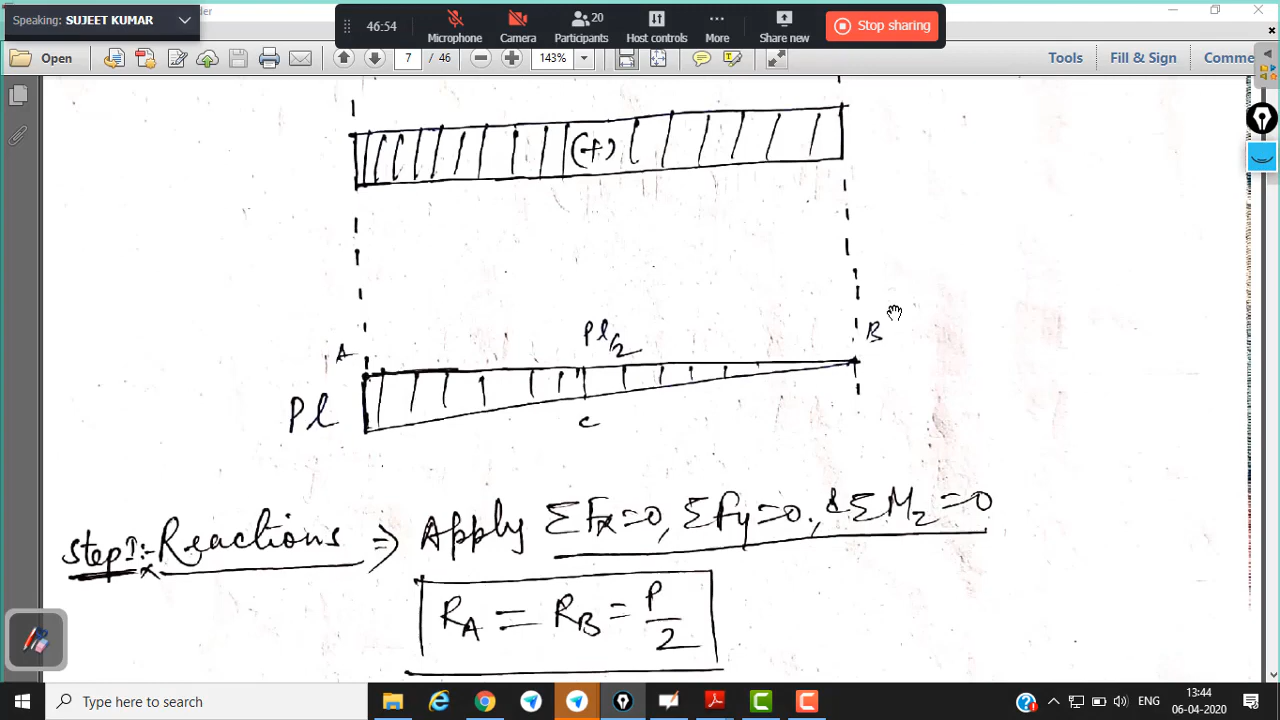 Speaking: SUJEET KUMAR
46:54
Microphone
Camera
20
Participants
Host controls
More
Share new
Stop sharing
Open
7 / 46
143%
Tools
Fill & Sign
Comme
(+)
A
Pl/2
B
Pl
C
Step I:- Reactions ⇒ Apply ΣFx=0, ΣFy=0, & ΣMz=0
RA = RB = P/2
Type here to search
ENG
13:44
06-04-2020